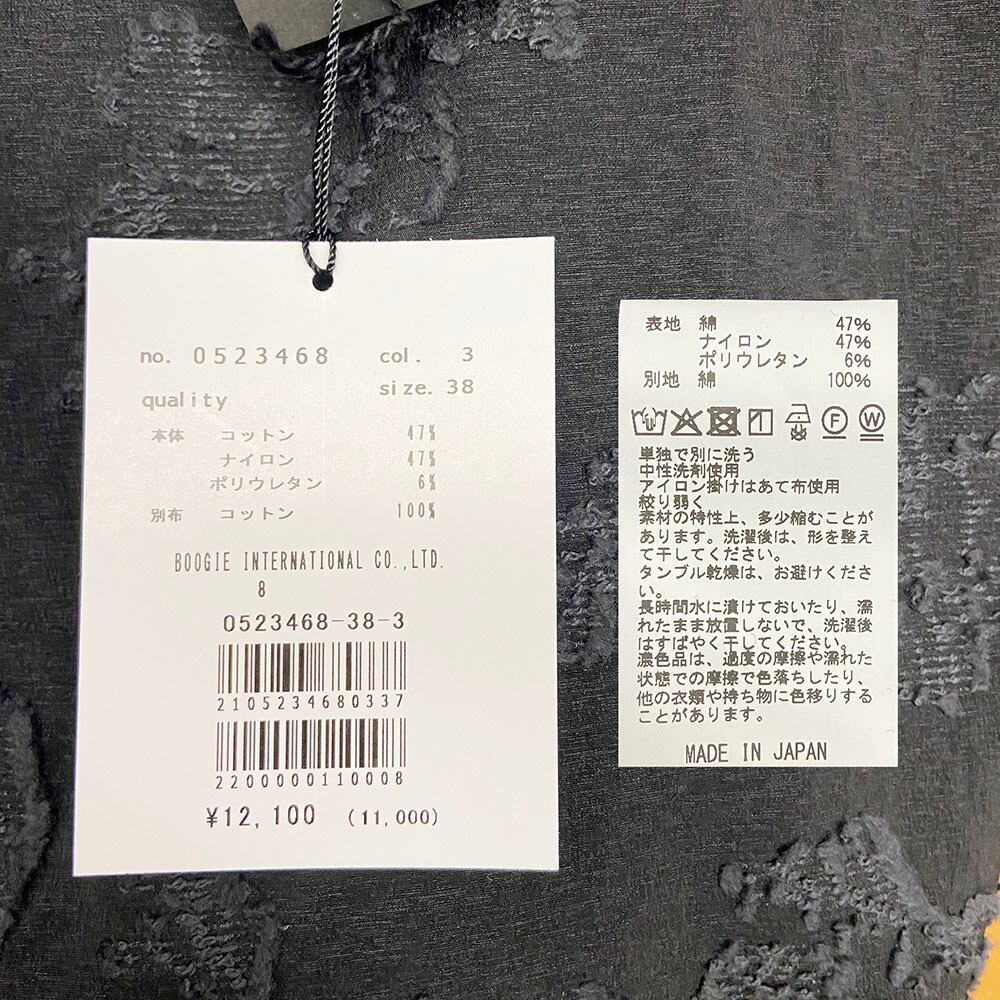 no. 0523468 col. 3
quality size. 38
本体 コットン 47%
ナイロン 47%
ポリウレタン 6%
別布 コットン 100%
BOOGIE INTERNATIONAL CO.,LTD.
8
0523468-38-3
2105234680337
2200000110008
¥12,100 (11,000)
表地 綿 47%
ナイロン 47%
ポリウレタン 6%
別地 綿 100%
F W
単独で別に洗う
中性洗剤使用
アイロン掛けはあて布使用
絞り弱く
素材の特性上、多少縮むことが
あります。洗濯後は、形を整え
て干してください。
タンブル乾燥は、お避けくださ
い。
長時間水に漬けておいたり、濡
れたまま放置しないで、洗濯後
はすばやく干してください。
濃色品は、過度の摩擦や濡れた
状態での摩擦で色落ちしたり、
他の衣類や持ち物に色移りする
ことがあります。
MADE IN JAPAN